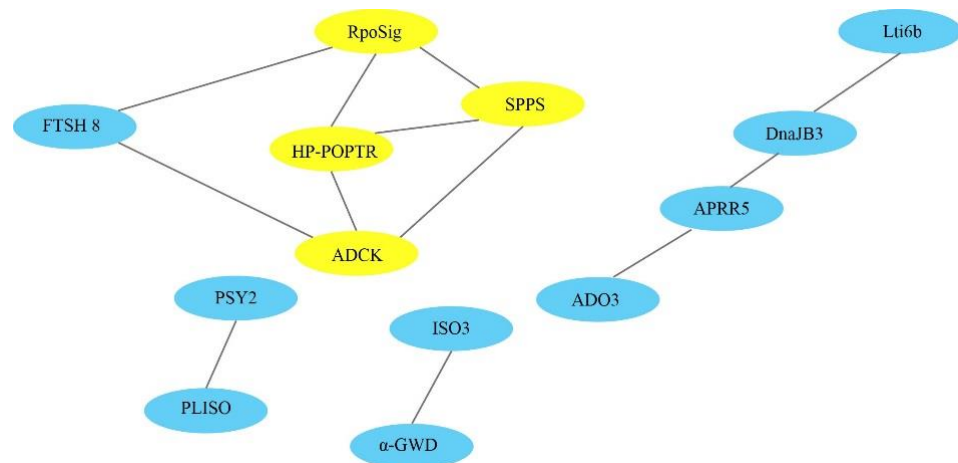 RpoSig
Lti6b
SPPS
FTSH 8
DnaJB3
HP-POPTR
APRR5
ADCK
PSY2
ADO3
ISO3
PLISO
α-GWD